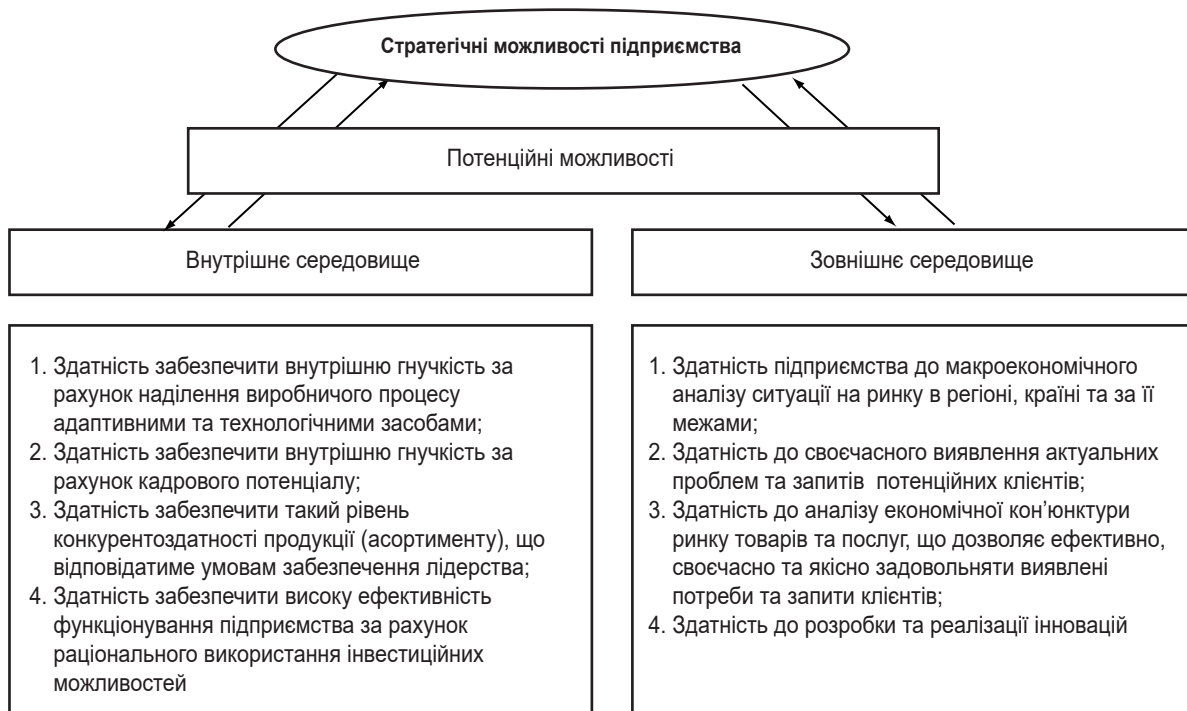 Стратегічні можливості підприємства
Потенційні можливості
Внутрішнє середовище
1. Здатність забезпечити внутрішню гнучкість за
рахунок наділення виробничого процесу
адаптивними та технологічними засобами;
2. Здатність забезпечити внутрішню гнучкість за
рахунок кадрового потенціалу;
3. Здатність забезпечити такий рівень
конкурентоздатності продукції (асортименту), що
відповідатиме умовам забезпечення лідерства;
4. Здатність забезпечити високу ефективність
функціонування підприємства за рахунок
раціонального використання інвестиційних
можливостей
Зовнішнє середовище
1. Здатність підприємства до макроекономічного
аналізу ситуації на ринку в регіоні, країні та за її
межами;
2. Здатність до своєчасного виявлення актуальних
проблем та запитів потенційних клієнтів;
3. Здатність до аналізу економічної кон’юнктури
ринку товарів та послуг, що дозволяє ефективно,
своєчасно та якісно задовольняти виявлені
потреби та запити клієнтів;
4. Здатність до розробки та реалізації інновацій